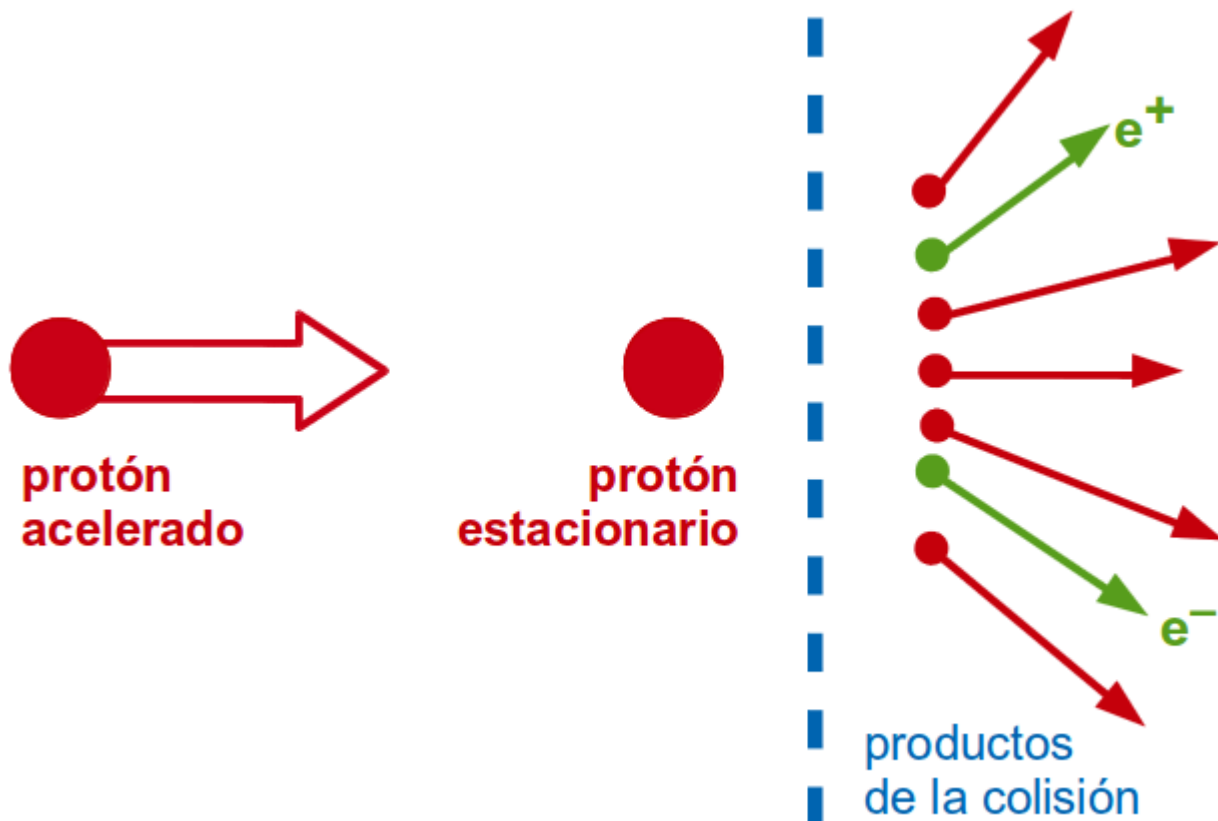 e+
protón
acelerado
protón
estacionario
e−
productos
de la colisión